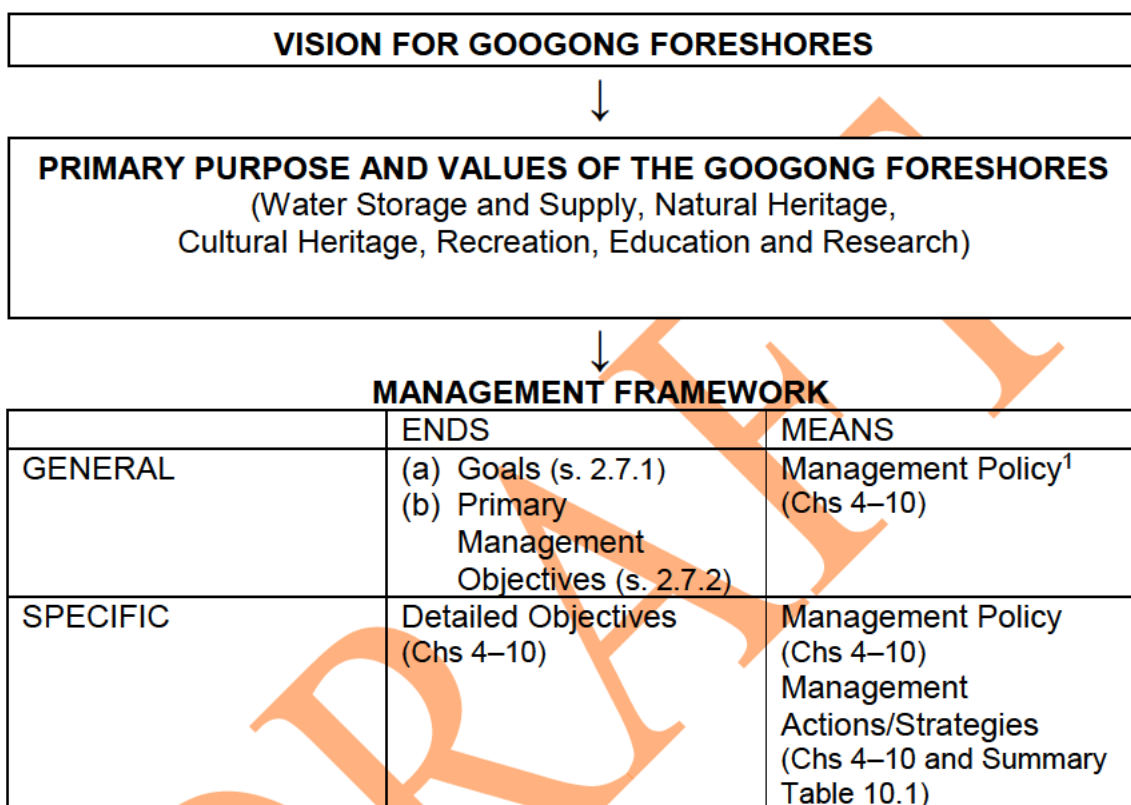 VISION FOR GOOGONG FORESHORES
↓
PRIMARY PURPOSE AND VALUES OF THE GOOGONG FORESHORES
(Water Storage and Supply, Natural Heritage,
Cultural Heritage, Recreation, Education and Research)
↓
MANAGEMENT FRAMEWORK
ENDS MEANS
GENERAL (a) Goals (s. 2.7.1) Management Policy¹
(b) Primary (Chs 4–10)
Management
Objectives (s. 2.7.2)
SPECIFIC Detailed Objectives Management Policy
(Chs 4–10) (Chs 4–10)
Management
Actions/Strategies
(Chs 4–10 and Summary
Table 10.1)
DRAFT